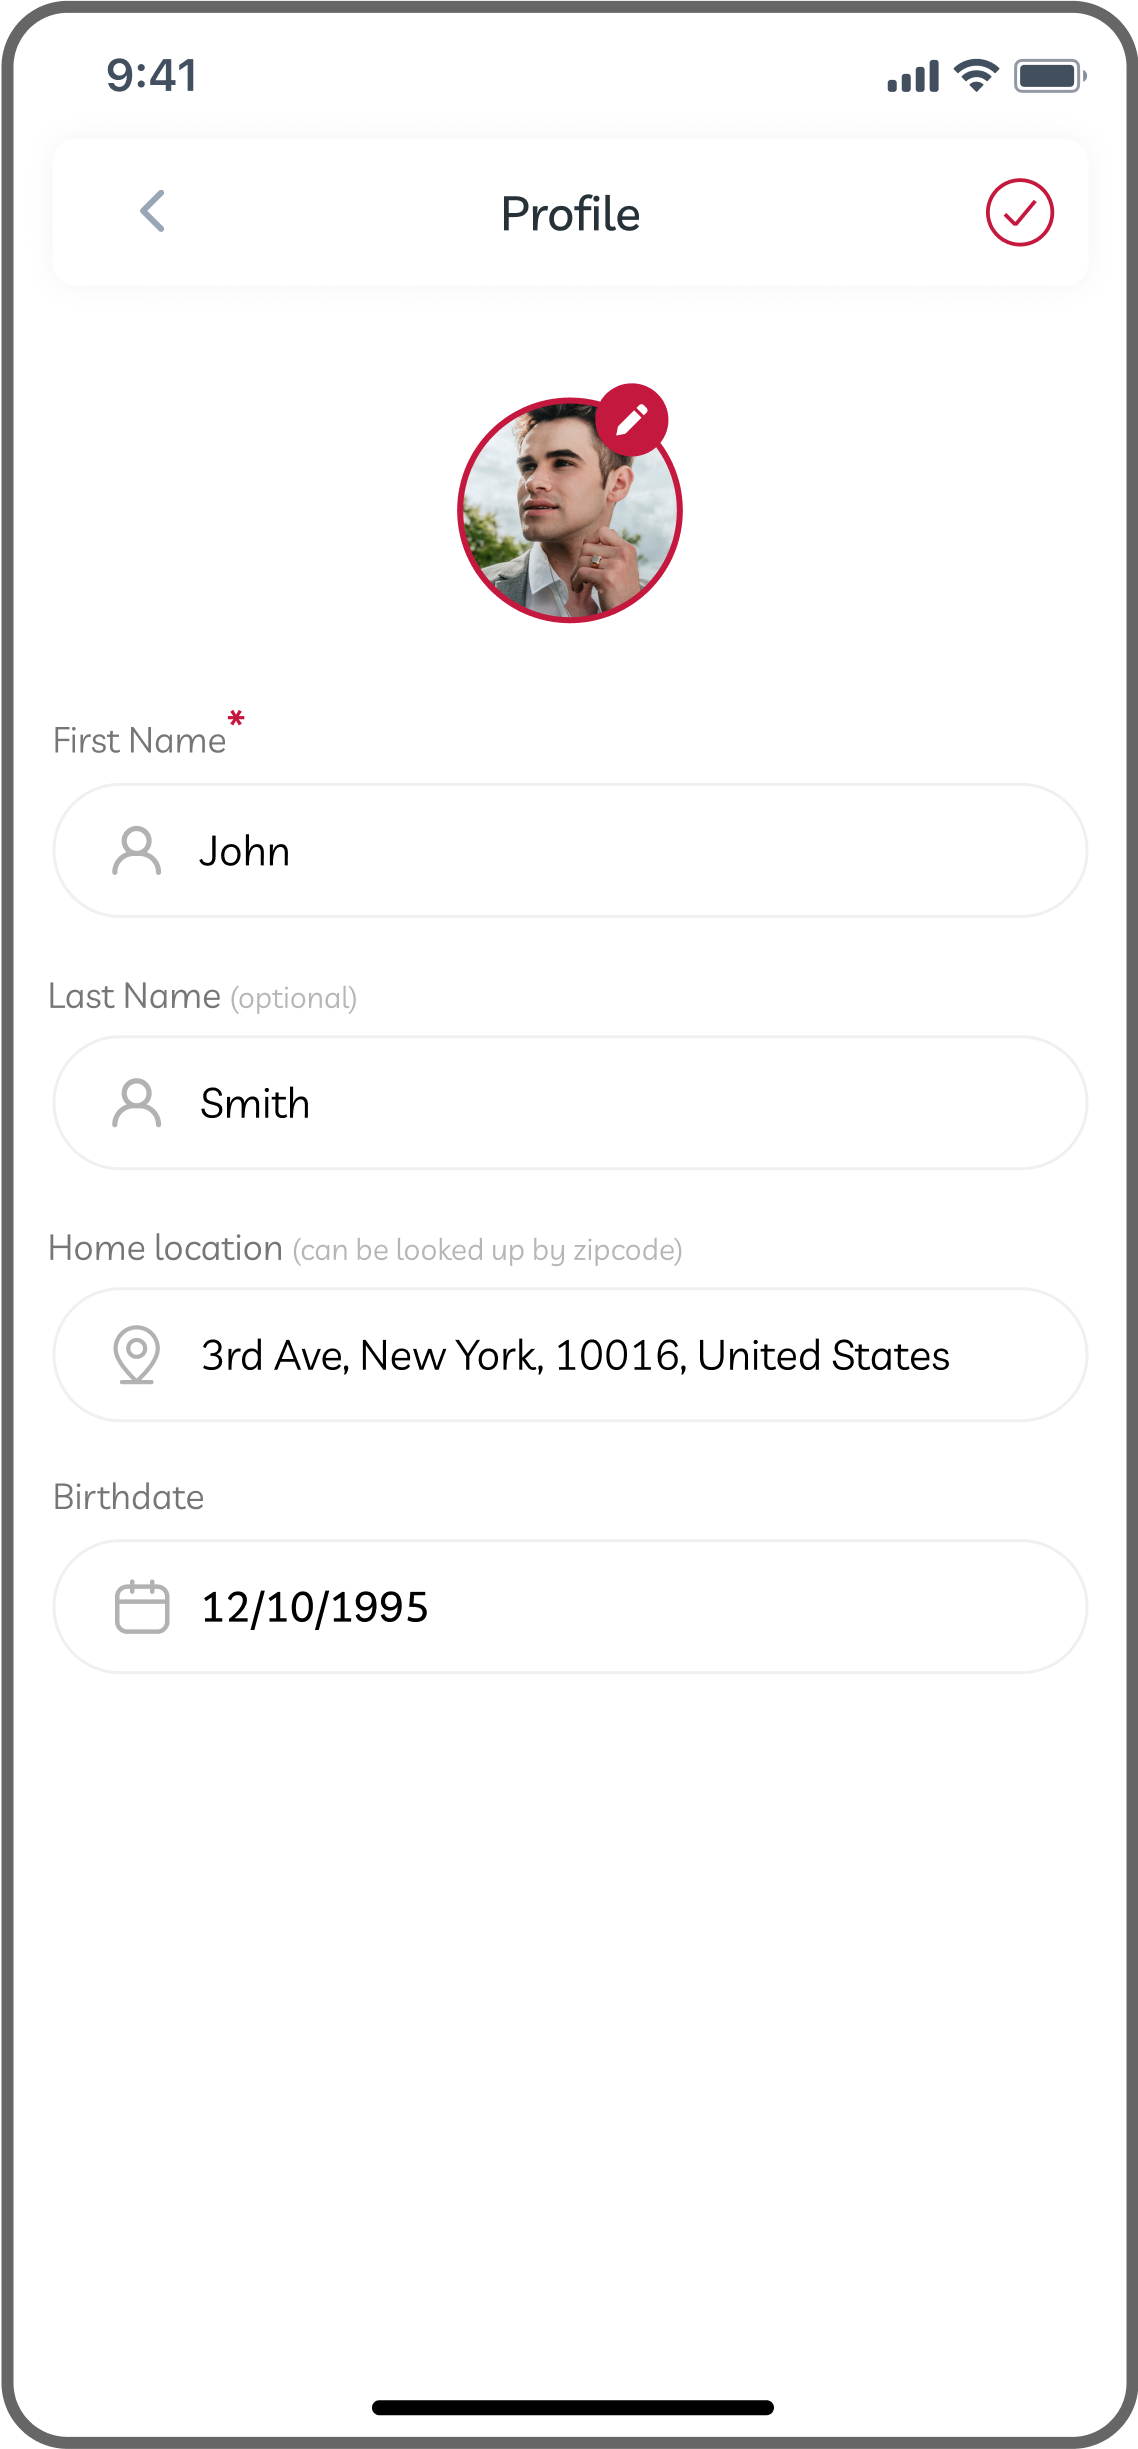 9:41
Profile
First Name*
John
Last Name (optional)
Smith
Home location (can be looked up by zipcode)
3rd Ave, New York, 10016, United States
Birthdate
12/10/1995